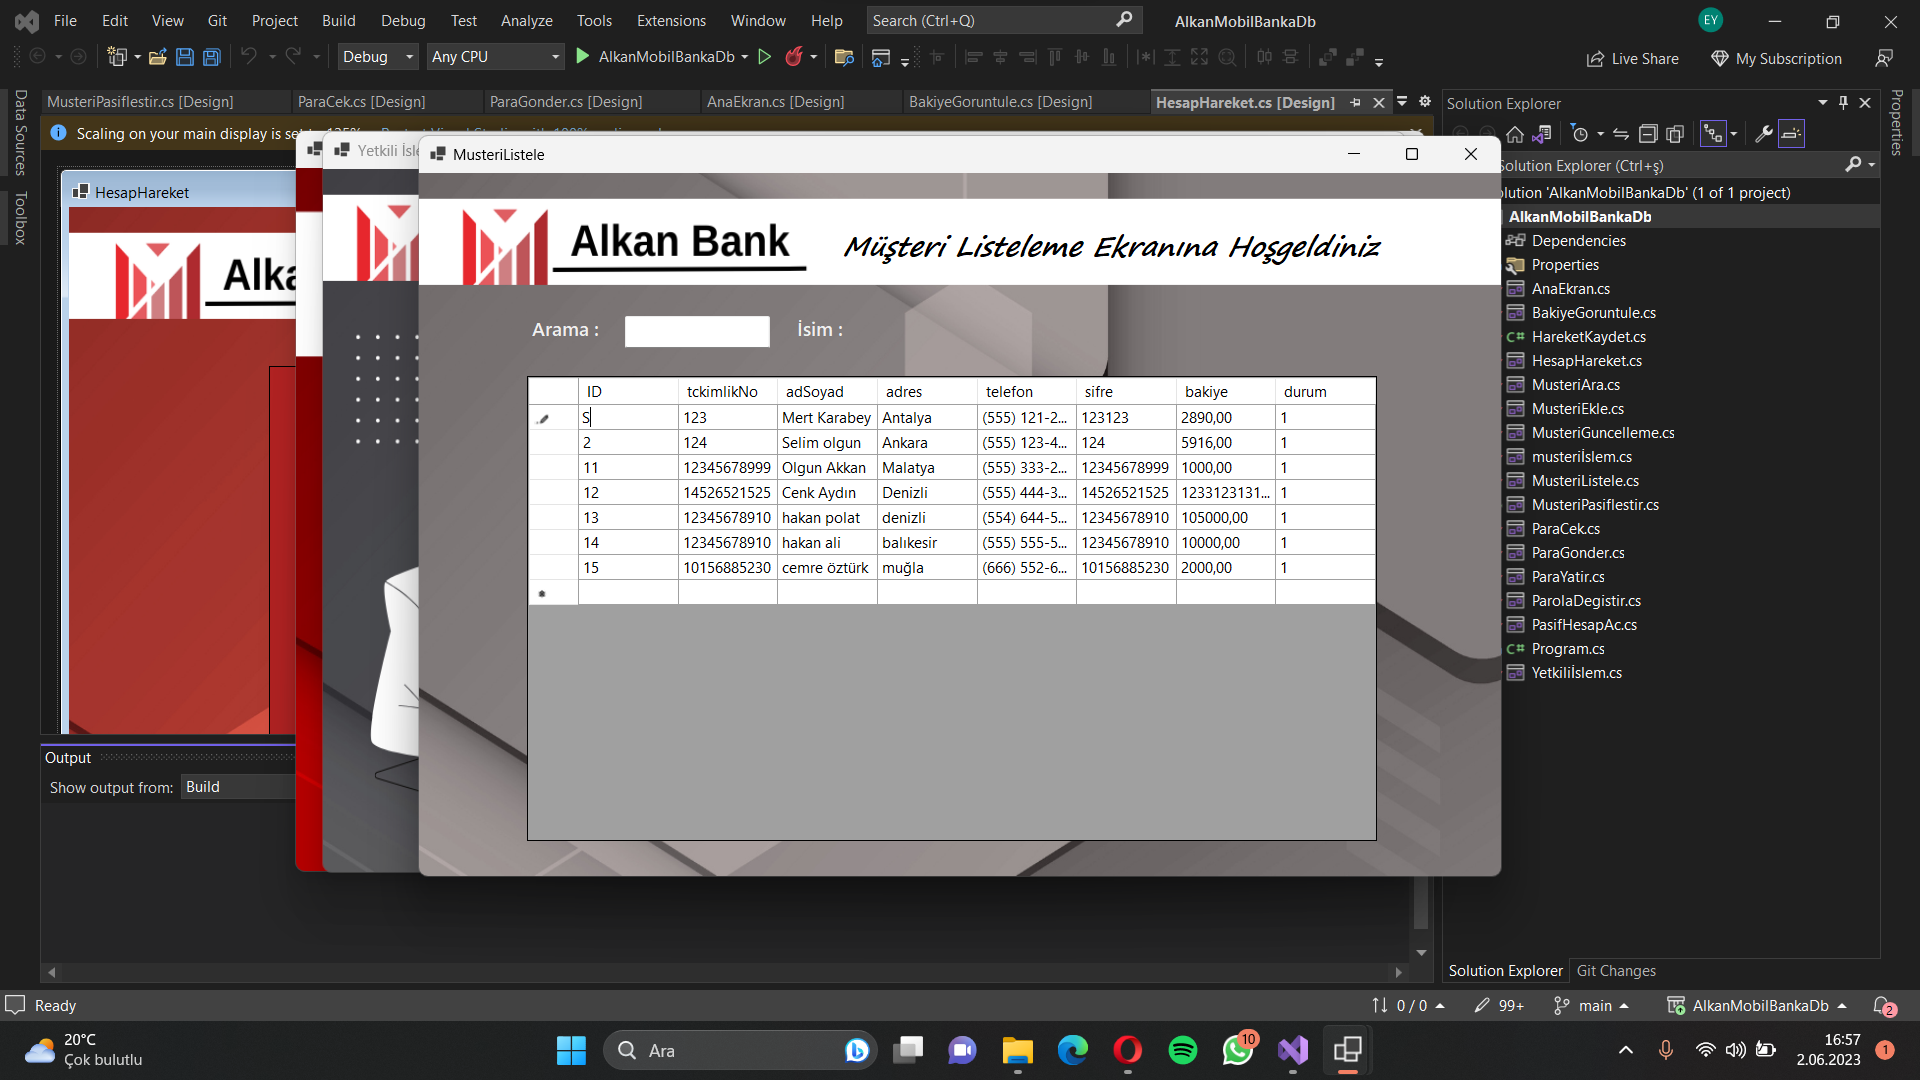 File Edit View Git Project Build Debug Test Analyze Tools Extensions Window Help Search (Ctrl+Q) AlkanMobilBankaDb EY
Debug Any CPU AlkanMobilBankaDb Live Share My Subscription
MusteriPasiflestir.cs [Design] ParaCek.cs [Design] ParaGonder.cs [Design] AnaEkran.cs [Design] BakiyeGoruntule.cs [Design] HesapHareket.cs [Design]
Data Sources
Toolbox
Scaling on your main display is set
HesapHareket
Alka
Yetkili İsle
MusteriListele
Alkan Bank
Müşteri Listeleme Ekranına Hoşgeldiniz
Arama : İsim :
ID tckimlikNo adSoyad adres telefon sifre bakiye durum
S 123 Mert Karabey Antalya (555) 121-2... 123123 2890,00 1
2 124 Selim olgun Ankara (555) 123-4... 124 5916,00 1
11 12345678999 Olgun Akkan Malatya (555) 333-2... 12345678999 1000,00 1
12 14526521525 Cenk Aydın Denizli (555) 444-3... 14526521525 1233123131... 1
13 12345678910 hakan polat denizli (554) 644-5... 12345678910 105000,00 1
14 12345678910 hakan ali balıkesir (555) 555-5... 12345678910 10000,00 1
15 10156885230 cemre öztürk muğla (666) 552-6... 10156885230 2000,00 1
Output
Show output from: Build
Solution Explorer
Properties
Solution Explorer (Ctrl+ş)
olution 'AlkanMobilBankaDb' (1 of 1 project)
AlkanMobilBankaDb
Dependencies
Properties
AnaEkran.cs
BakiyeGoruntule.cs
C# HareketKaydet.cs
HesapHareket.cs
MusteriAra.cs
MusteriEkle.cs
MusteriGuncelleme.cs
musteriİslem.cs
MusteriListele.cs
MusteriPasiflestir.cs
ParaCek.cs
ParaGonder.cs
ParaYatir.cs
ParolaDegistir.cs
PasifHesapAc.cs
C# Program.cs
Yetkiliİslem.cs
Solution Explorer Git Changes
Ready 0 / 0 99+ main AlkanMobilBankaDb 2
20°C
Çok bulutlu
Ara
10
16:57
2.06.2023
1